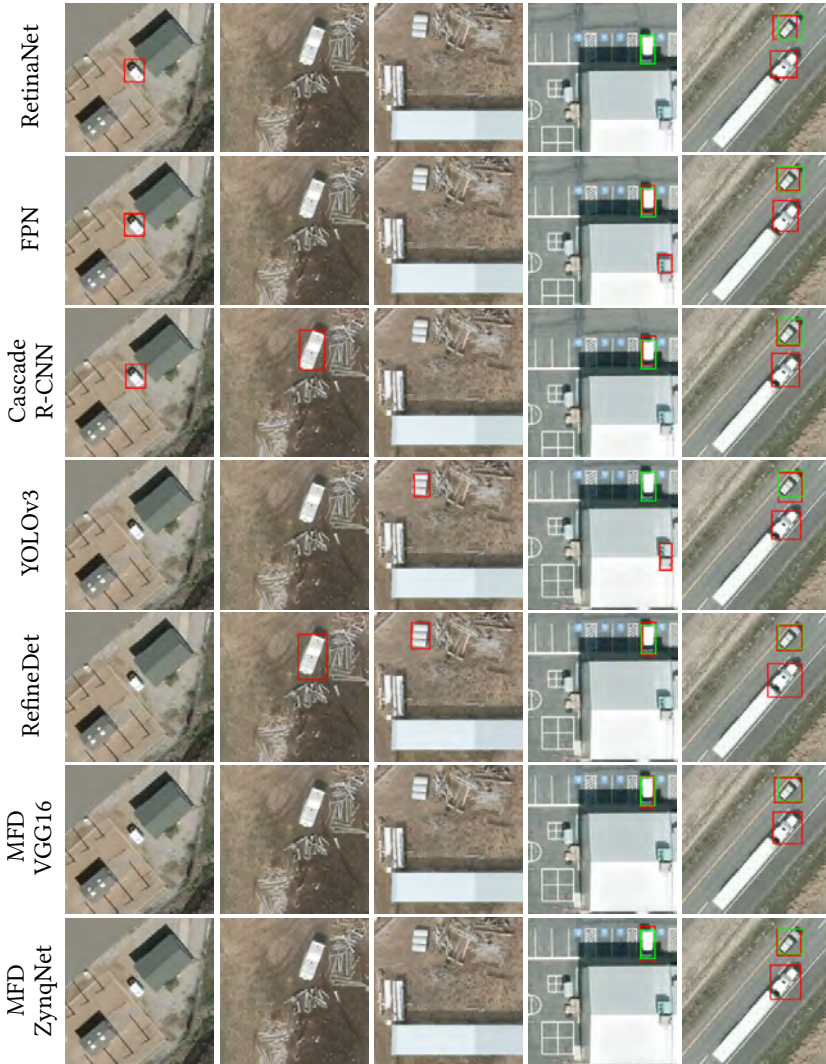 RetinaNet
FPN
Cascade
R-CNN
YOLOv3
RefineDet
MFD
VGG16
MFD
ZynqNet